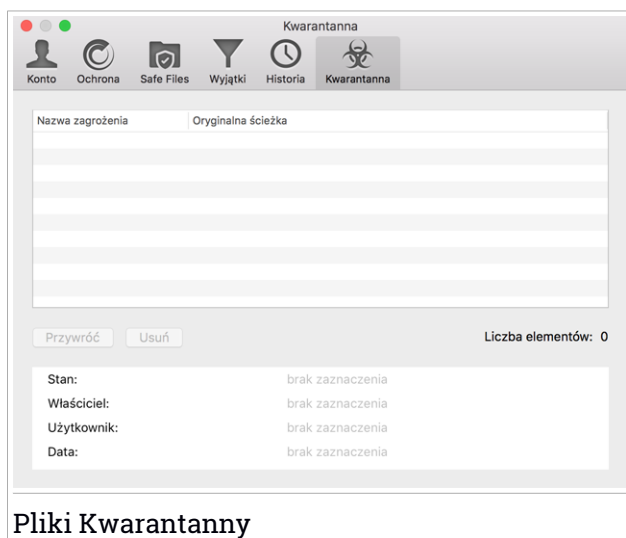 Kwarantanna
Konto Ochrona Safe Files Wyjątki Historia Kwarantanna
Nazwa zagrożenia Oryginalna ścieżka
Przywróć Usuń Liczba elementów: 0
Stan: brak zaznaczenia
Właściciel: brak zaznaczenia
Użytkownik: brak zaznaczenia
Data: brak zaznaczenia
Pliki Kwarantanny